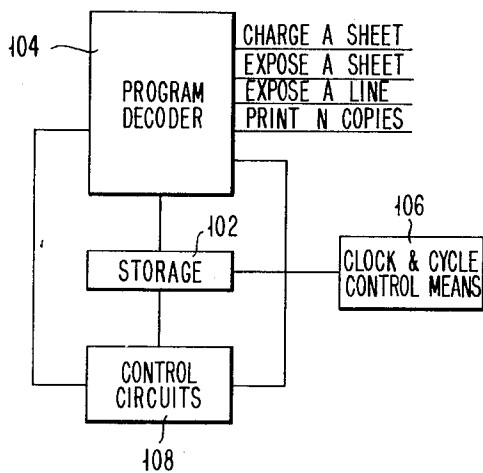 104
PROGRAM
DECODER
CHARGE A SHEET
EXPOSE A SHEET
EXPOSE A LINE
PRINT N COPIES
102
STORAGE
106
CLOCK & CYCLE
CONTROL MEANS
CONTROL
CIRCUITS
108